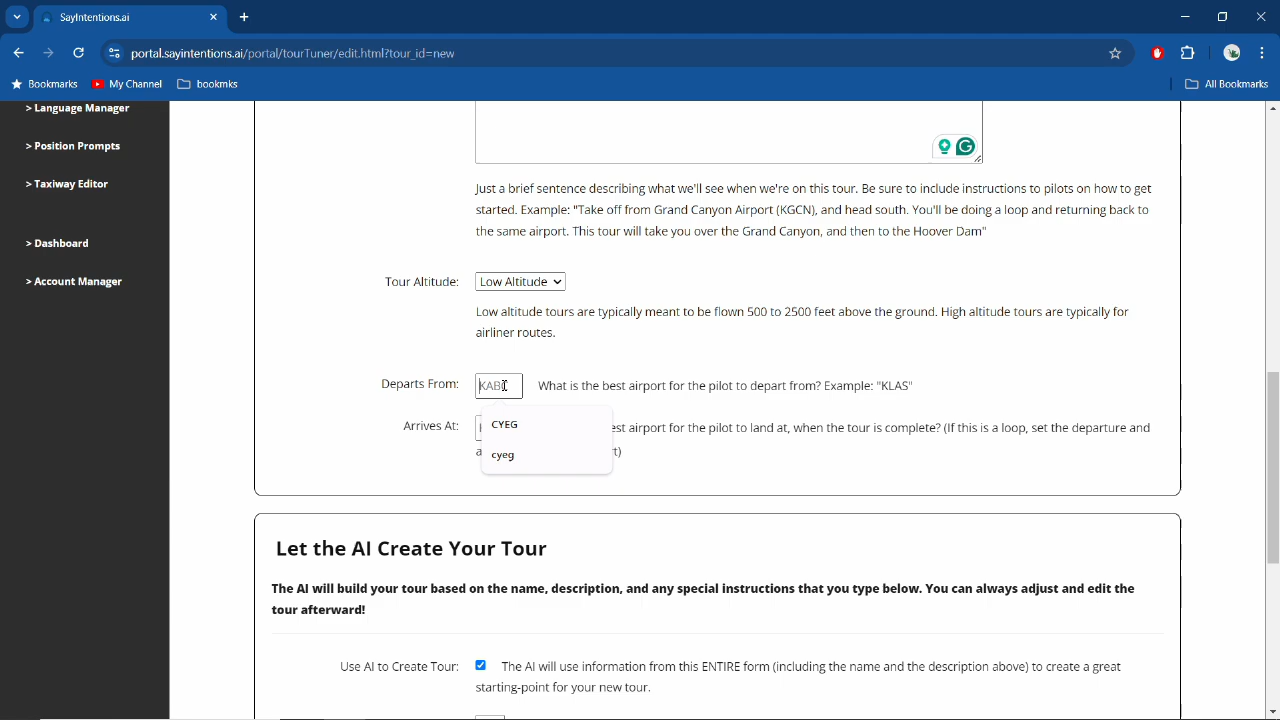 SayIntentions.ai
portal.sayintentions.ai/portal/tourTuner/edit.html?tour_id=new
Bookmarks
My Channel
bookmks
All Bookmarks
> Language Manager
> Position Prompts
> Taxiway Editor
> Dashboard
> Account Manager
Just a brief sentence describing what we'll see when we're on this tour. Be sure to include instructions to pilots on how to get
started. Example: "Take off from Grand Canyon Airport (KGCN), and head south. You'll be doing a loop and returning back to
the same airport. This tour will take you over the Grand Canyon, and then to the Hoover Dam"
Tour Altitude:
Low Altitude
Low altitude tours are typically meant to be flown 500 to 2500 feet above the ground. High altitude tours are typically for
airliner routes.
Departs From:
What is the best airport for the pilot to depart from? Example: "KLAS"
CYEG
cyeg
Arrives At:
airport for the pilot to land at, when the tour is complete? (If this is a loop, set the departure and
Let the AI Create Your Tour
The AI will build your tour based on the name, description, and any special instructions that you type below. You can always adjust and edit the
tour afterward!
Use AI to Create Tour:
The AI will use information from this ENTIRE form (including the name and the description above) to create a great
starting-point for your new tour.